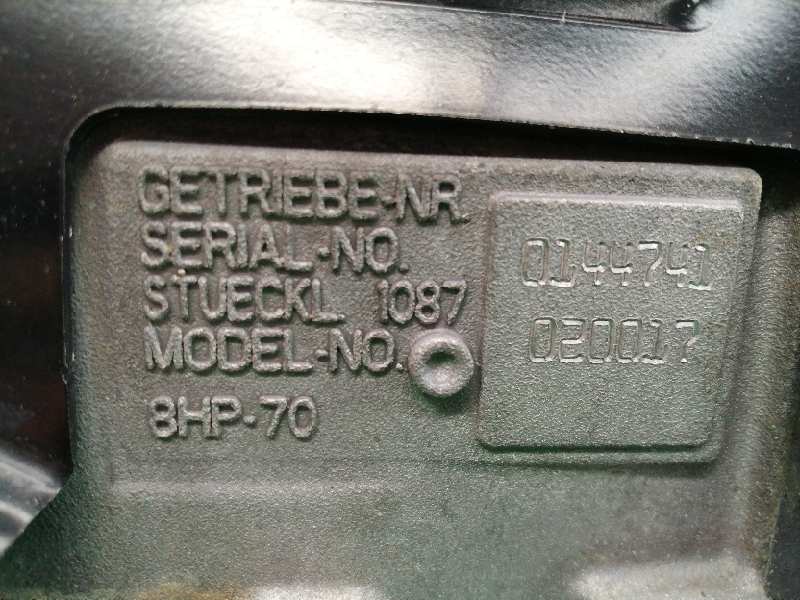 GETRIEBE-NR.
SERIAL-NO. 0144741
STUECKL. 1087
MODEL-NO. 020017
8HP-70